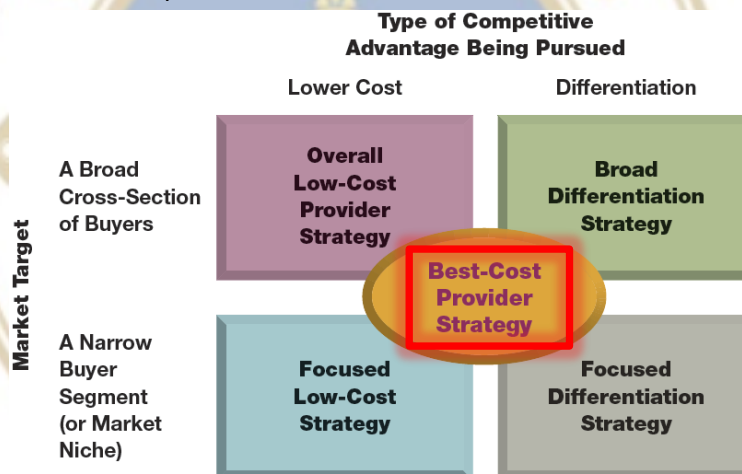 Type of Competitive
Advantage Being Pursued
Lower Cost
Differentiation
Market Target
A Broad
Cross-Section
of Buyers
Overall
Low-Cost
Provider
Strategy
Broad
Differentiation
Strategy
Best-Cost
Provider
Strategy
A Narrow
Buyer
Segment
(or Market
Niche)
Focused
Low-Cost
Strategy
Focused
Differentiation
Strategy